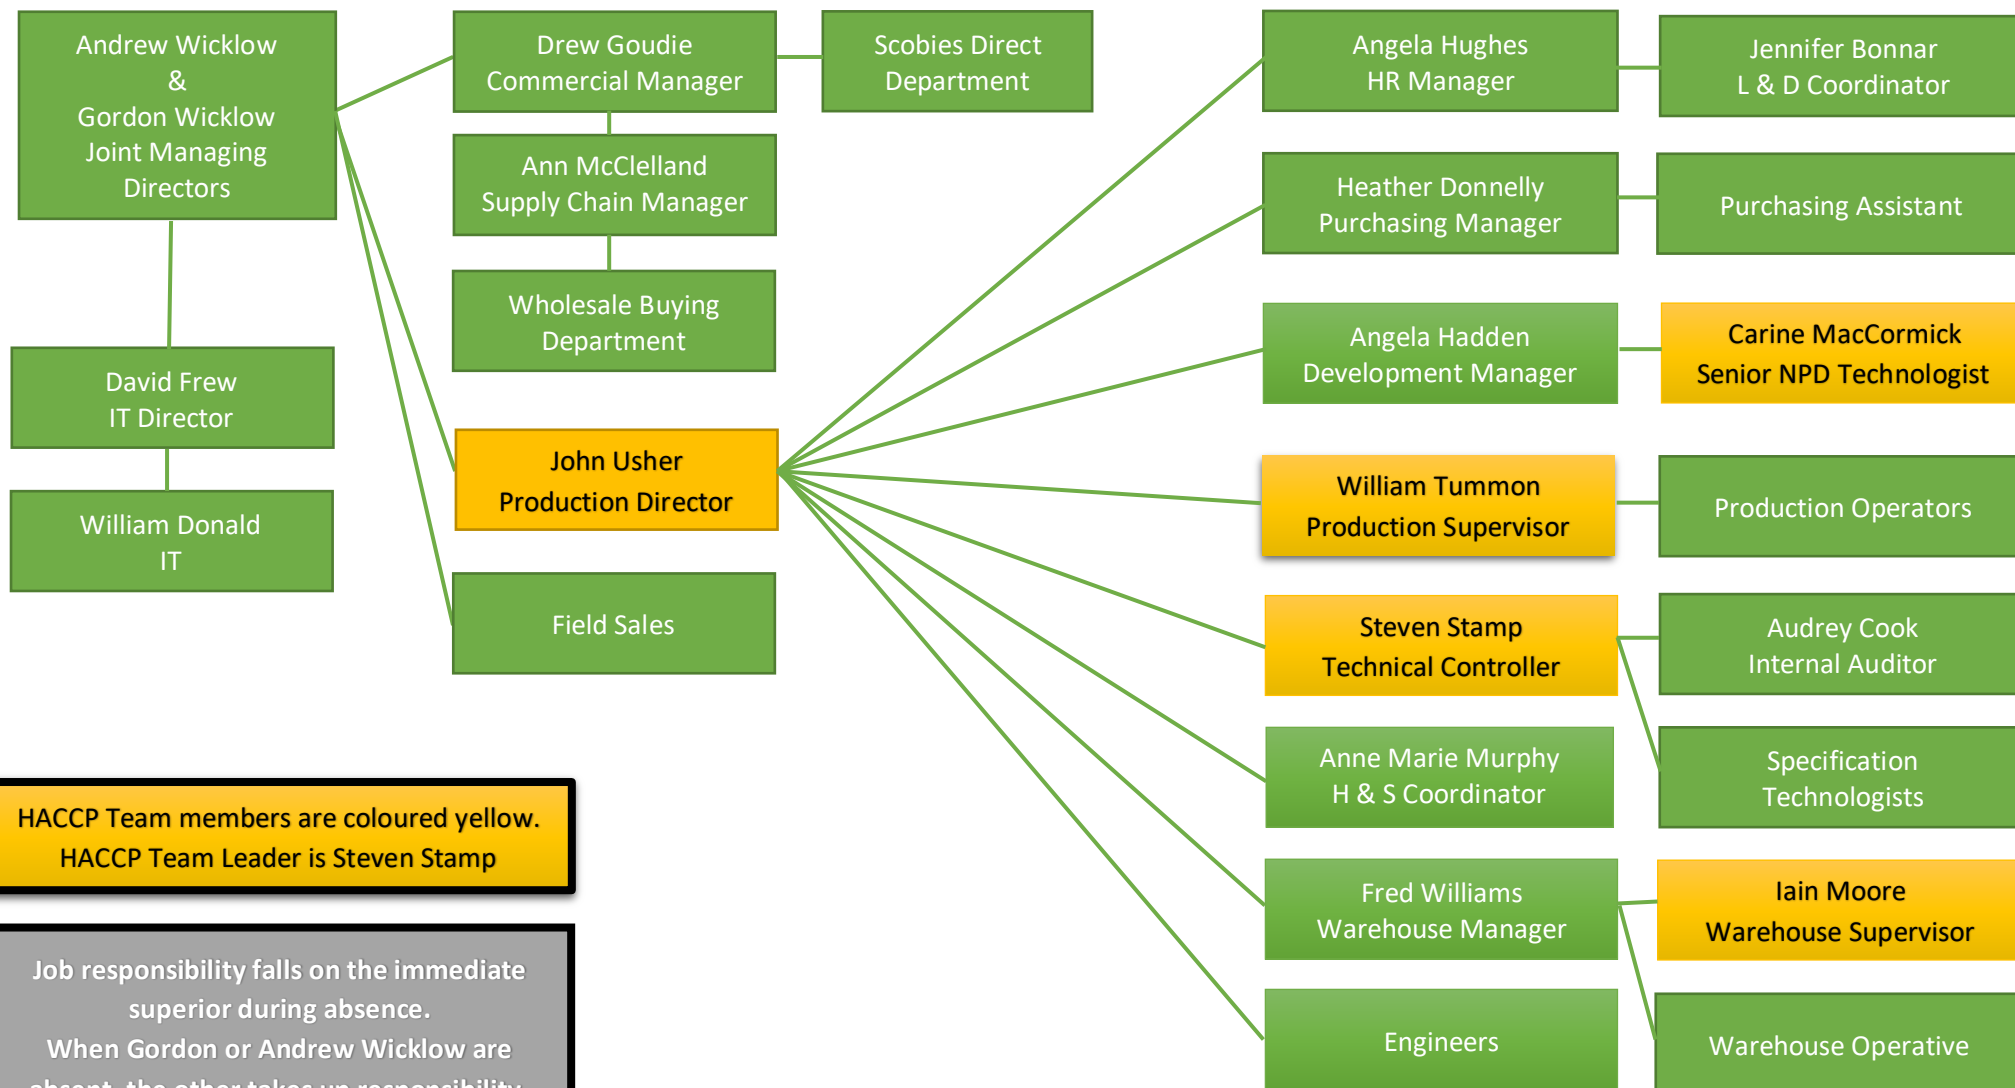 Andrew Wicklow
&
Gordon Wicklow
Joint Managing
Directors
Drew Goudie
Commercial Manager
Scobies Direct
Department
Ann McClelland
Supply Chain Manager
Wholesale Buying
Department
David Frew
IT Director
William Donald
IT
John Usher
Production Director
Field Sales
Angela Hughes
HR Manager
Jennifer Bonnar
L & D Coordinator
Heather Donnelly
Purchasing Manager
Purchasing Assistant
Angela Hadden
Development Manager
Carine MacCormick
Senior NPD Technologist
William Tummon
Production Supervisor
Production Operators
Steven Stamp
Technical Controller
Audrey Cook
Internal Auditor
Specification
Technologists
Anne Marie Murphy
H & S Coordinator
Fred Williams
Warehouse Manager
Iain Moore
Warehouse Supervisor
Engineers
Warehouse Operative
HACCP Team members are coloured yellow.
HACCP Team Leader is Steven Stamp
Job responsibility falls on the immediate
superior during absence.
When Gordon or Andrew Wicklow are
absent, the other takes up responsibility